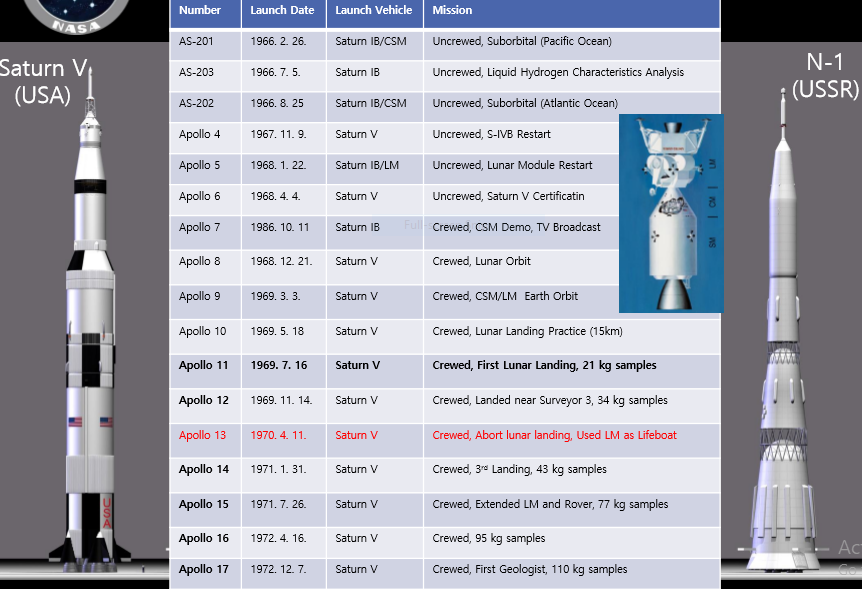 NASA
Saturn V
(USA)
N-1
(USSR)
Number Launch Date Launch Vehicle Mission
AS-201 1966. 2. 26. Saturn IB/CSM Uncrewed, Suborbital (Pacific Ocean)
AS-203 1966. 7. 5. Saturn IB Uncrewed, Liquid Hydrogen Characteristics Analysis
AS-202 1966. 8. 25 Saturn IB/CSM Uncrewed, Suborbital (Atlantic Ocean)
Apollo 4 1967. 11. 9. Saturn V Uncrewed, S-IVB Restart
Apollo 5 1968. 1. 22. Saturn IB/LM Uncrewed, Lunar Module Restart
Apollo 6 1968. 4. 4. Saturn V Uncrewed, Saturn V Certificatin
Apollo 7 1986. 10. 11 Saturn IB Crewed, CSM Demo, TV Broadcast
Apollo 8 1968. 12. 21. Saturn V Crewed, Lunar Orbit
Apollo 9 1969. 3. 3. Saturn V Crewed, CSM/LM Earth Orbit
Apollo 10 1969. 5. 18 Saturn V Crewed, Lunar Landing Practice (15km)
Apollo 11 1969. 7. 16 Saturn V Crewed, First Lunar Landing, 21 kg samples
Apollo 12 1969. 11. 14. Saturn V Crewed, Landed near Surveyor 3, 34 kg samples
Apollo 13 1970. 4. 11. Saturn V Crewed, Abort lunar landing, Used LM as Lifeboat
Apollo 14 1971. 1. 31. Saturn V Crewed, 3rd Landing, 43 kg samples
Apollo 15 1971. 7. 26. Saturn V Crewed, Extended LM and Rover, 77 kg samples
Apollo 16 1972. 4. 16. Saturn V Crewed, 95 kg samples
Apollo 17 1972. 12. 7. Saturn V Crewed, First Geologist, 110 kg samples
LM
CM
SM
USA